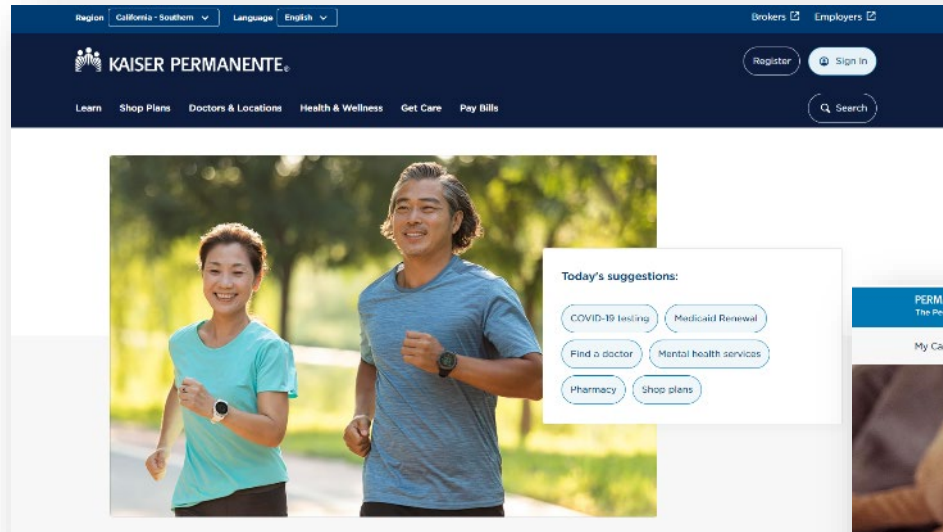 Region California - Southern Language English Brokers Employers
KAISER PERMANENTE®
Register Sign In
Learn Shop Plans Doctors & Locations Health & Wellness Get Care Pay Bills
Search
Today's suggestions:
COVID-19 testing Medicaid Renewal
Find a doctor Mental health services
Pharmacy Shop plans
PERM
The Pe
My Ca